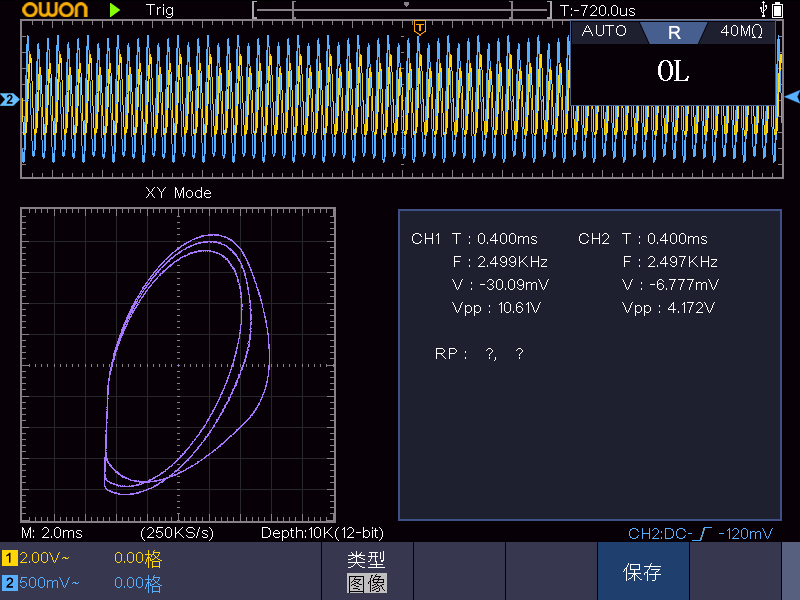 OWON Trig T:-720.0us
T
AUTO R 40MΩ
OL
2
XY Mode
CH1 T : 0.400ms CH2 T : 0.400ms
F : 2.499KHz F : 2.497KHz
V : -30.09mV V : -6.777mV
Vpp : 10.61V Vpp : 4.172V
RP : ?, ?
M: 2.0ms (250KS/s) Depth:10K(12-bit) CH2:DC- -120mV
1 2.00V~ 0.00格 类型
2 500mV~ 0.00格 图像
保存